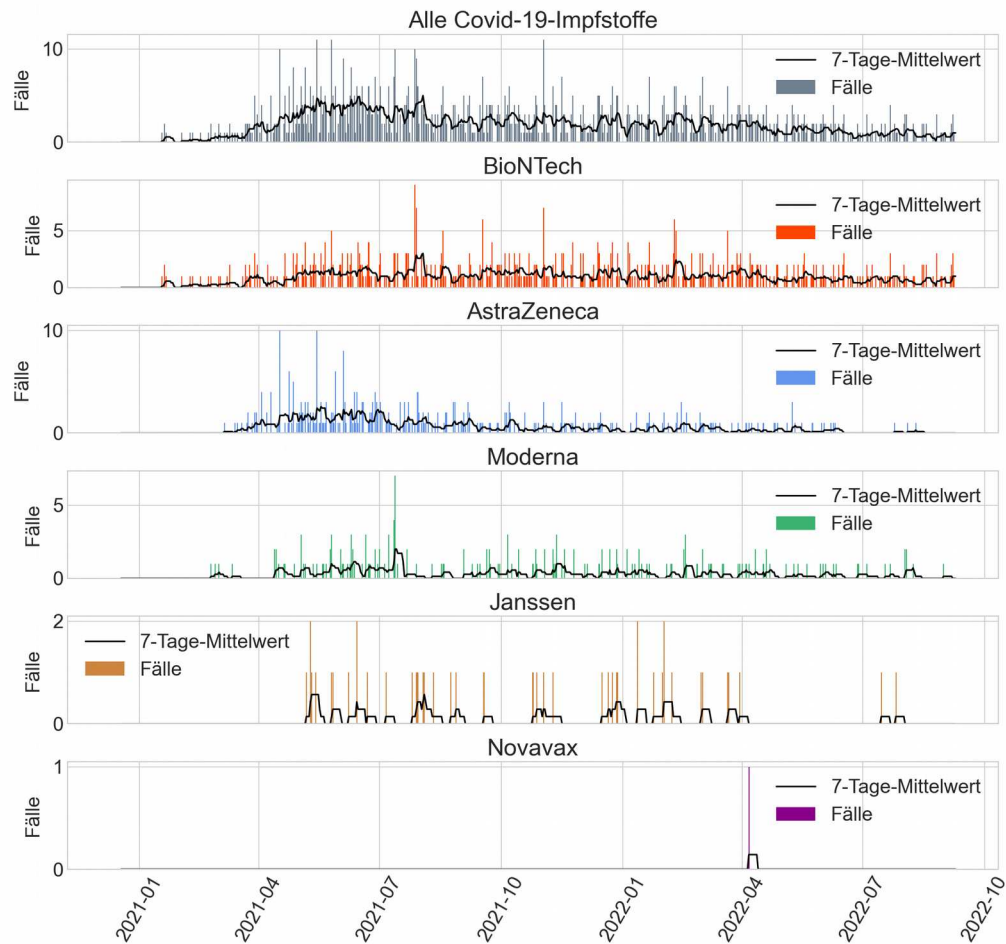 Alle Covid-19-Impfstoffe
10
0
Fälle
7-Tage-Mittelwert
Fälle
BioNTech
5
0
Fälle
7-Tage-Mittelwert
Fälle
AstraZeneca
10
0
Fälle
7-Tage-Mittelwert
Fälle
Moderna
5
0
Fälle
7-Tage-Mittelwert
Fälle
Janssen
2
1
0
Fälle
7-Tage-Mittelwert
Fälle
Novavax
1
0
Fälle
7-Tage-Mittelwert
Fälle
2021-01
2021-04
2021-07
2021-10
2022-01
2022-04
2022-07
2022-10